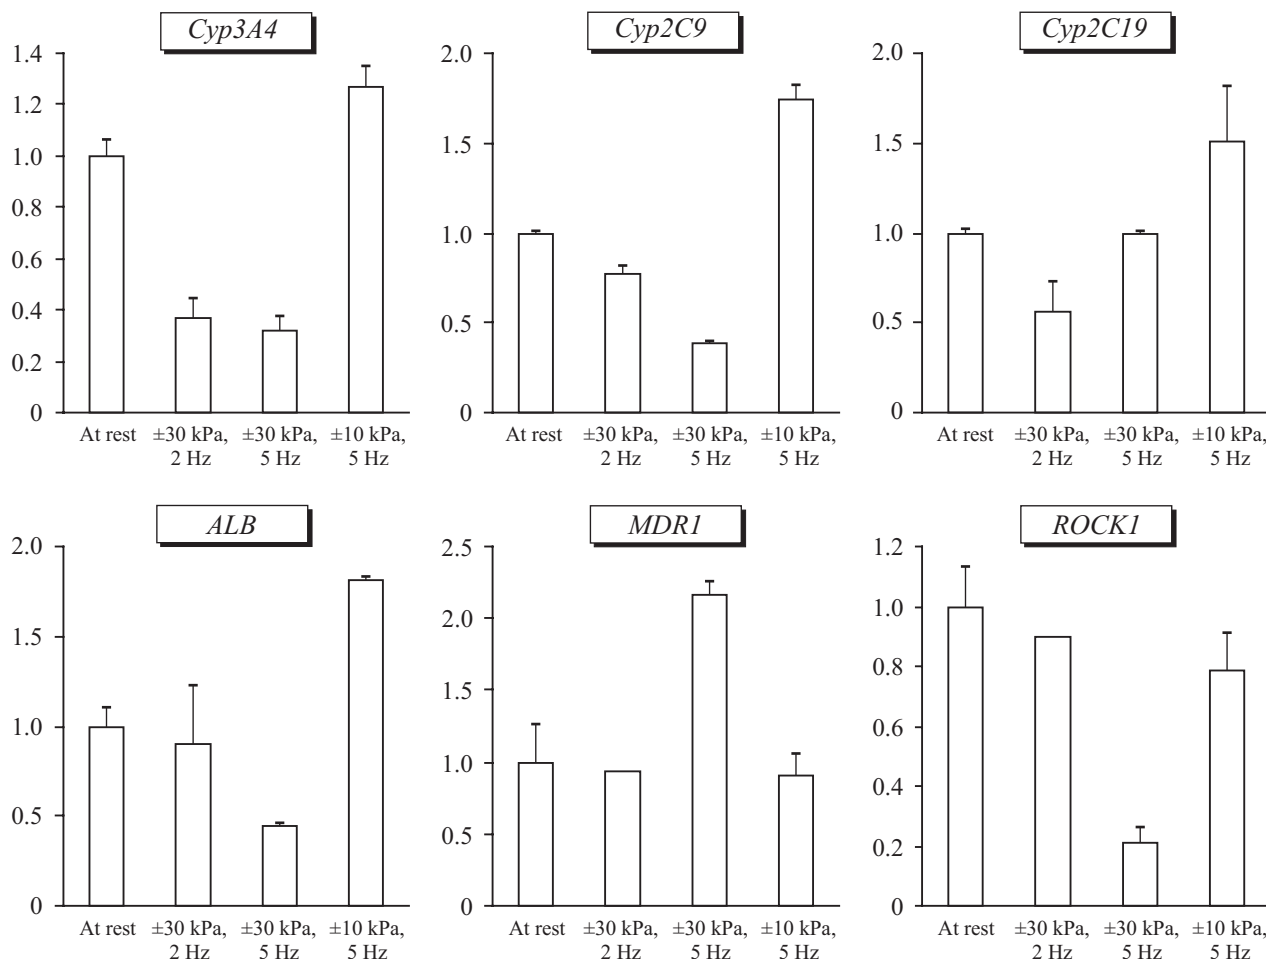 Cyp3A4
1.4
1.2
1.0
0.8
0.6
0.4
0.2
0
At rest
±30 kPa,
2 Hz
±30 kPa,
5 Hz
±10 kPa,
5 Hz
Cyp2C9
2.0
1.5
1.0
0.5
0
At rest
±30 kPa,
2 Hz
±30 kPa,
5 Hz
±10 kPa,
5 Hz
Cyp2C19
2.0
1.5
1.0
0.5
0
At rest
±30 kPa,
2 Hz
±30 kPa,
5 Hz
±10 kPa,
5 Hz
ALB
2.0
1.5
1.0
0.5
0
At rest
±30 kPa,
2 Hz
±30 kPa,
5 Hz
±10 kPa,
5 Hz
MDR1
2.5
2.0
1.5
1.0
0.5
0
At rest
±30 kPa,
2 Hz
±30 kPa,
5 Hz
±10 kPa,
5 Hz
ROCK1
1.2
1.0
0.8
0.6
0.4
0.2
0
At rest
±30 kPa,
2 Hz
±30 kPa,
5 Hz
±10 kPa,
5 Hz